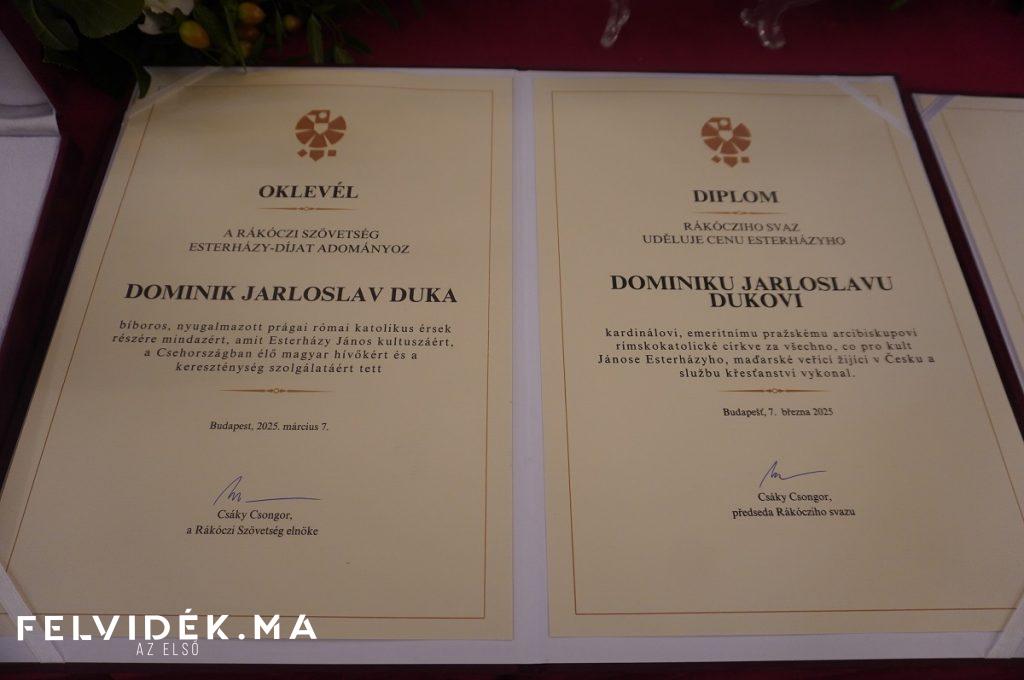 OKLEVÉL
A RÁKÓCZI SZÖVETSÉG
ESTERHÁZY-DÍJAT ADOMÁNYOZ
DOMINIK JARLOSLAV DUKA
bíboros, nyugalmazott prágai római katolikus érsek
részére mindazért, amit Esterházy János kultuszáért,
a Csehországban élő magyar hívőkért és a
kereszténység szolgálatáért tett
Budapest, 2025. március 7.
Csáky Csongor,
a Rákóczi Szövetség elnöke
DIPLOM
RÁKÓCZIHO SVAZ
UDĚLUJE CENU ESTERHÁZYHO
DOMINIKU JARLOSLAVU
DUKOVI
kardinálovi, emeritnímu pražskému arcibiskupovi
rimskokatolické církve za všechno, co pro kult
Jánose Esterházyho, maďarské veřící žijící v Česku a
službu křesťanství vykonal.
Budapešť, 7. března 2025
Csáky Csongor,
předseda Rákócziho svazu
FELVIDÉK.MA
AZ ELSŐ